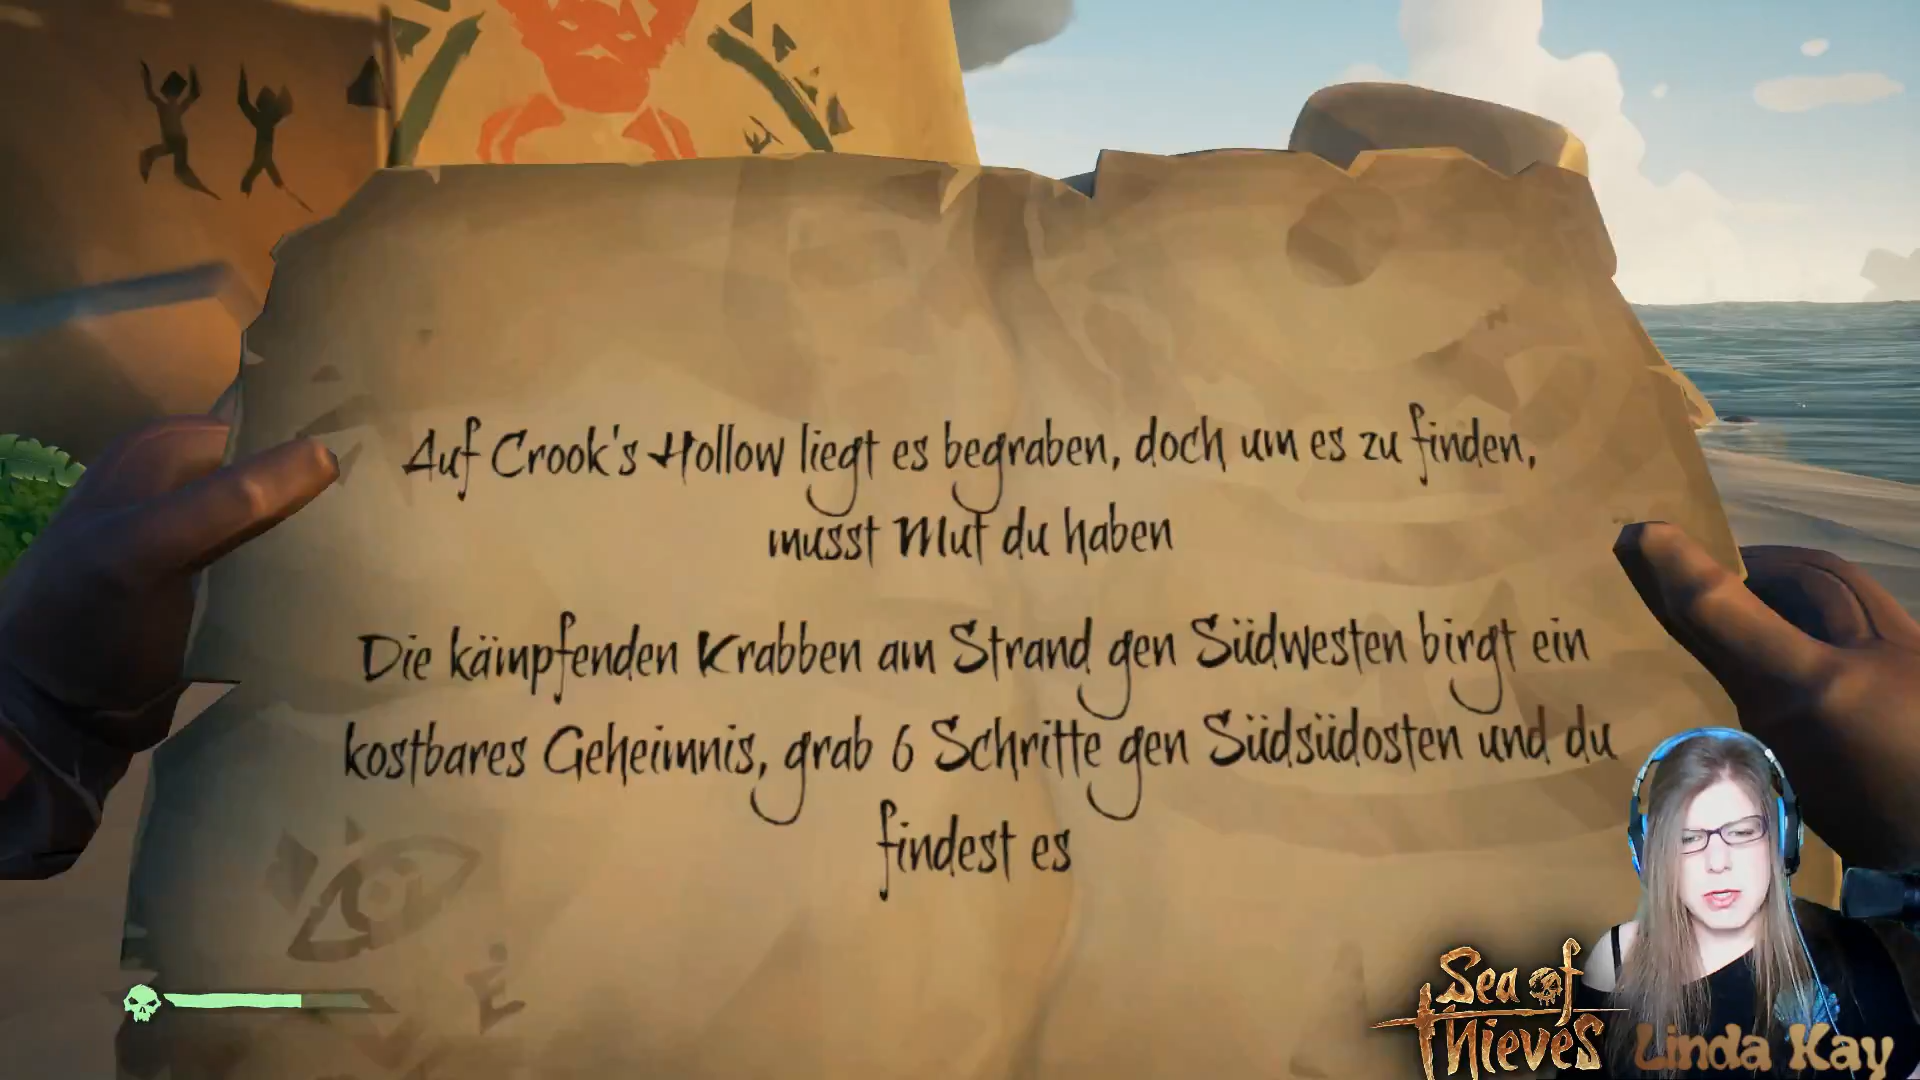 Auf Crook's Hollow liegt es begraben, doch um es zu finden,
musst Mut du haben
Die kämpfenden Krabben am Strand gen Südwesten birgt ein
kostbares Geheimnis, grab 6 Schritte gen Südsüdosten und du
findest es
Sea of
Thieves
Linda Kay